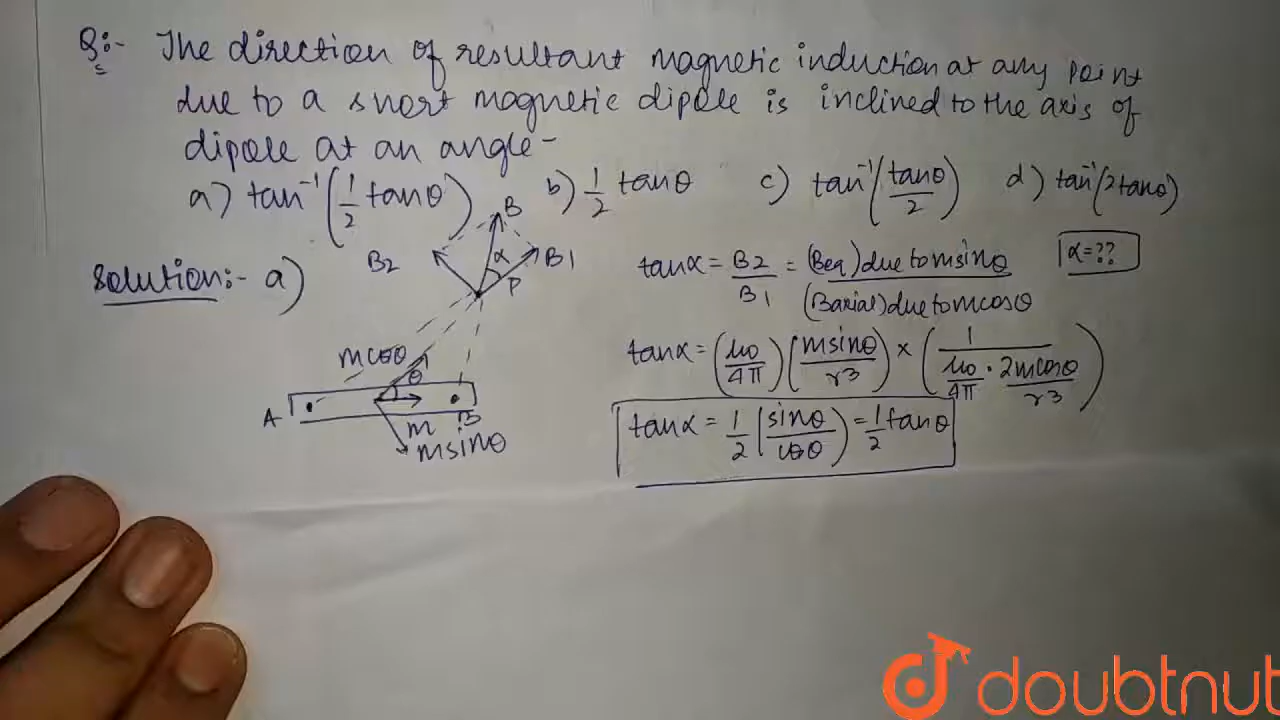 Q:- The direction of resultant magnetic induction at any point
due to a short magnetic dipole is inclined to the axis of
dipole at an angle -
a) tan⁻¹(1/2 tanθ) b) 1/2 tanθ c) tan⁻¹(tanθ/2) d) tan⁻¹(2tanθ)
Solution:- a)
B
B2
α
B1
P
mcosθ
θ
A
B
m
msinθ
tanα = B2/B1 = (Beq) due to msinθ/(Baxial) due to mcosθ
α=??
tanα = (μ0/4π)(msinθ/r3) × (1/(μ0/4π · 2mcosθ/r3))
tanα = 1/2 (sinθ/cosθ) = 1/2 tanθ
doubtnut